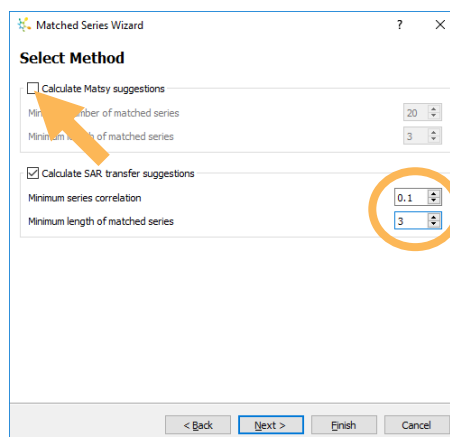 Matched Series Wizard ? ×
Select Method
Calculate Matsy suggestions
number of matched series 20
of matched series 3
Calculate SAR transfer suggestions
Minimum series correlation 0.1
Minimum length of matched series 3
< Back Next > Finish Cancel